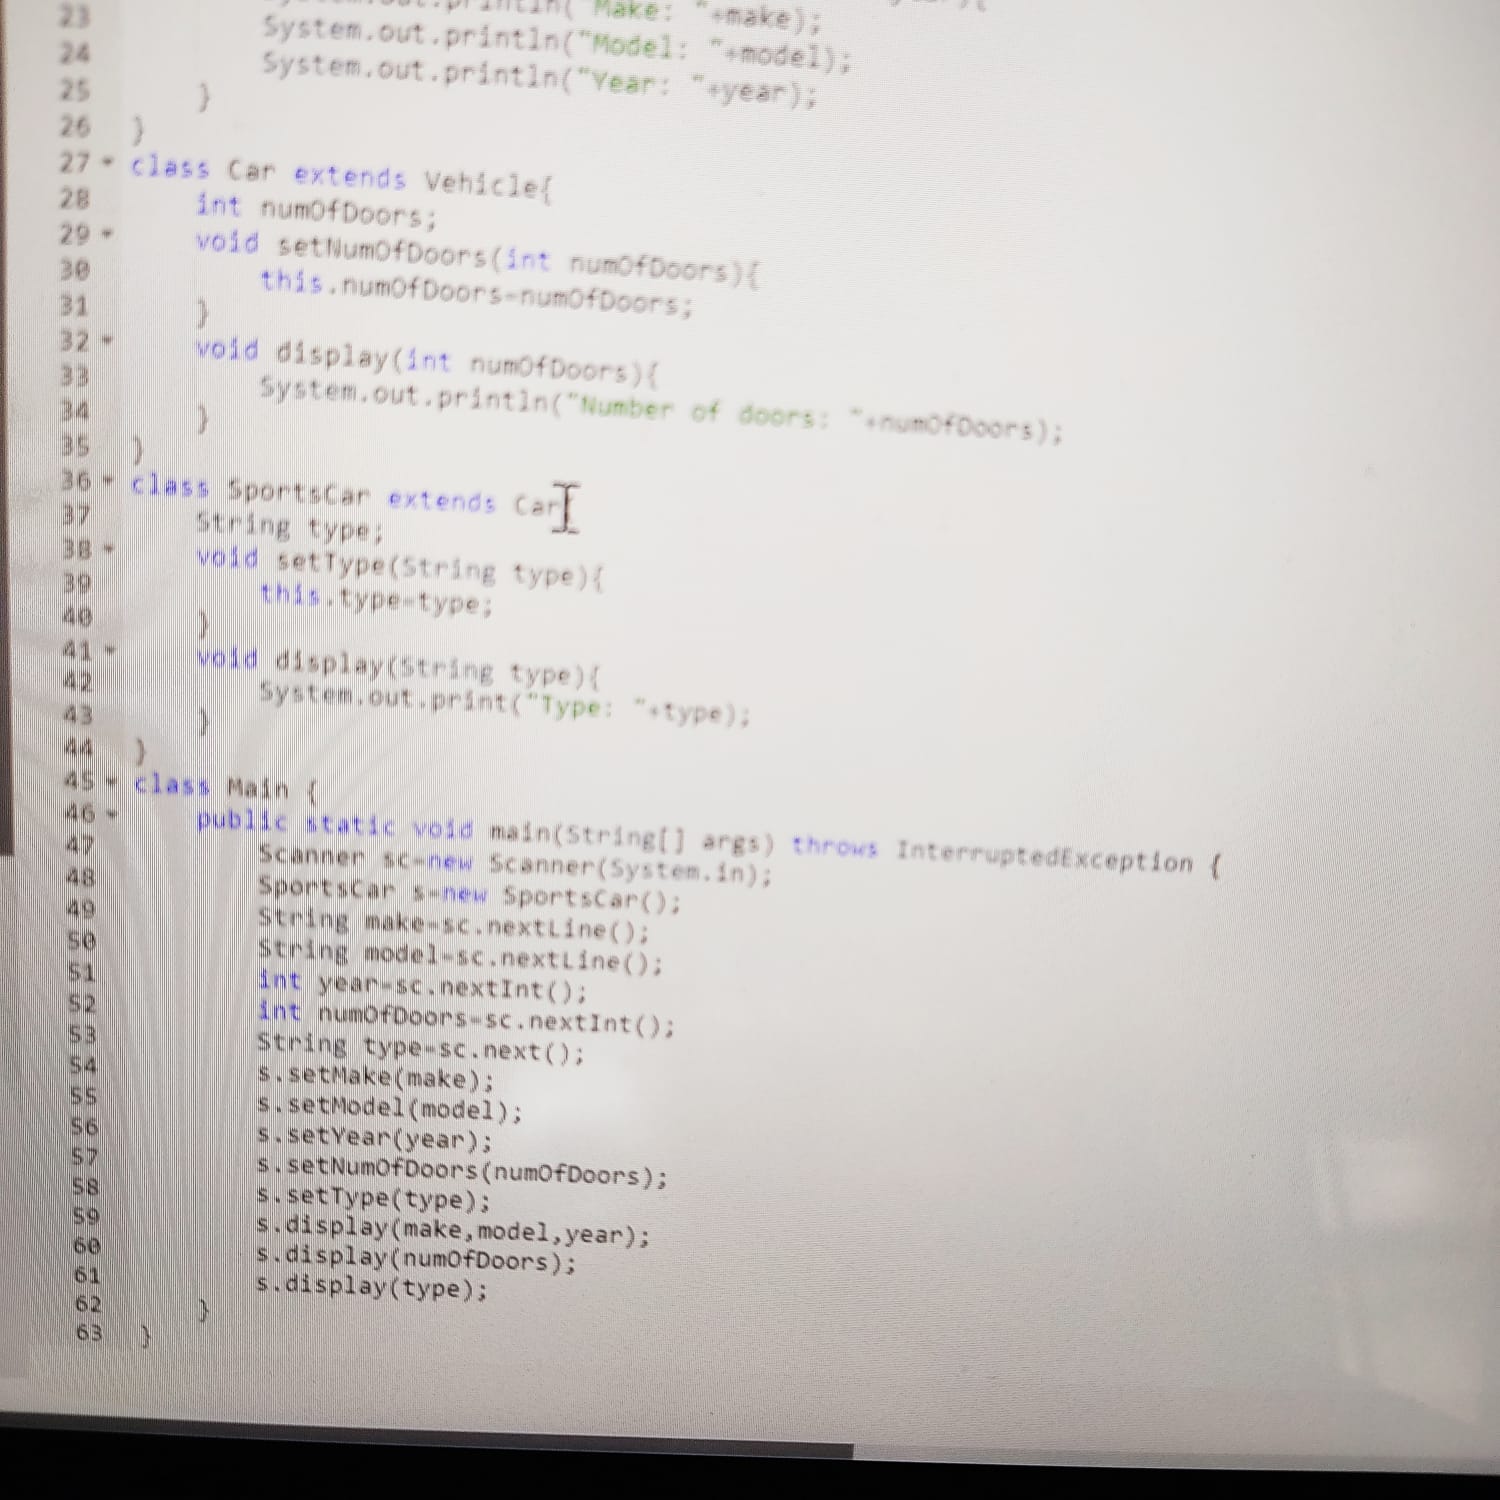 23 System.out.println("Make: "+make);
24 System.out.println("Model: "+model);
25 System.out.println("Year: "+year);
}
26 }
27 class Car extends Vehicle{
28 int numOfDoors;
29 void setNumOfDoors(int numOfDoors){
30 this.numOfDoors=numOfDoors;
31 }
32 void display(int numOfDoors){
33 System.out.println("Number of doors: "+numOfDoors);
34 }
35 }
36 class SportsCar extends Car
37 String type;
38 void setType(String type){
39 this.type=type;
40 }
41 void display(String type){
42 System.out.print("Type: "+type);
43 }
44 }
45 class Main {
46 public static void main(String[] args) throws InterruptedException {
47 Scanner sc=new Scanner(System.in);
48 SportsCar s=new SportsCar();
49 String make=sc.nextLine();
50 String model=sc.nextLine();
51 int year=sc.nextInt();
52 int numOfDoors=sc.nextInt();
53 String type=sc.next();
54 s.setMake(make);
55 s.setModel(model);
56 s.setYear(year);
57 s.setNumOfDoors(numOfDoors);
58 s.setType(type);
59 s.display(make,model,year);
60 s.display(numOfDoors);
61 s.display(type);
62 }
63 }